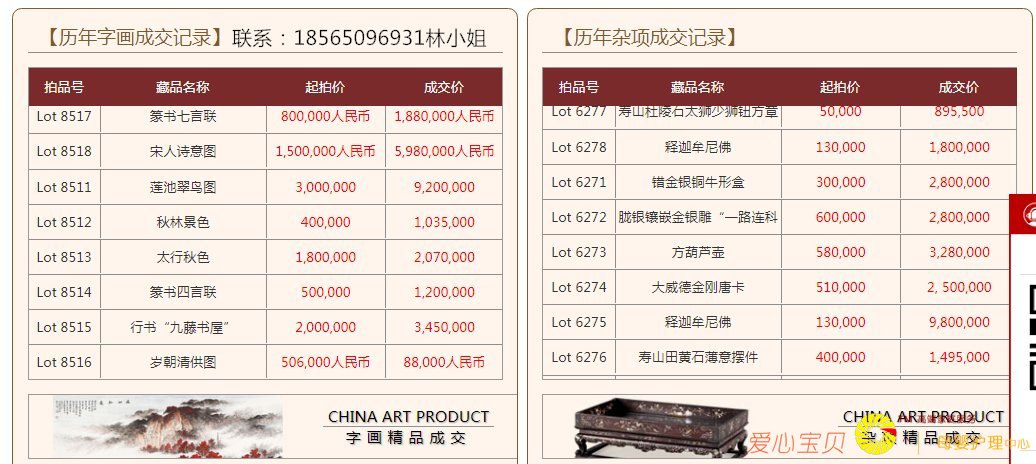 【历年字画成交记录】联系：18565096931林小姐
拍品号 藏品名称 起拍价 成交价
Lot 8517 篆书七言联 800,000人民币 1,880,000人民币
Lot 8518 宋人诗意图 1,500,000人民币 5,980,000人民币
Lot 8511 莲池翠鸟图 3,000,000 9,200,000
Lot 8512 秋林景色 400,000 1,035,000
Lot 8513 太行秋色 1,800,000 2,070,000
Lot 8514 篆书四言联 500,000 1,200,000
Lot 8515 行书“九藤书屋” 2,000,000 3,450,000
Lot 8516 岁朝清供图 506,000人民币 88,000人民币
CHINA ART PRODUCT
字画精品成交
【历年杂项成交记录】
拍品号 藏品名称 起拍价 成交价
Lot 6277 寿山杜陵石太狮少狮钮方章 50,000 895,500
Lot 6278 释迦牟尼佛 130,000 1,800,000
Lot 6271 错金银铜牛形盒 300,000 2,800,000
Lot 6272 胧银镶嵌金银雕“一路连科 600,000 2,800,000
Lot 6273 方葫芦壶 580,000 3,280,000
Lot 6274 大威德金刚唐卡 510,000 2, 500,000
Lot 6275 释迦牟尼佛 130,000 9,800,000
Lot 6276 寿山田黄石薄意摆件 400,000 1,495,000
CHINA ART PRODUCT
杂项精品成交
爱心宝贝
母婴护理中心